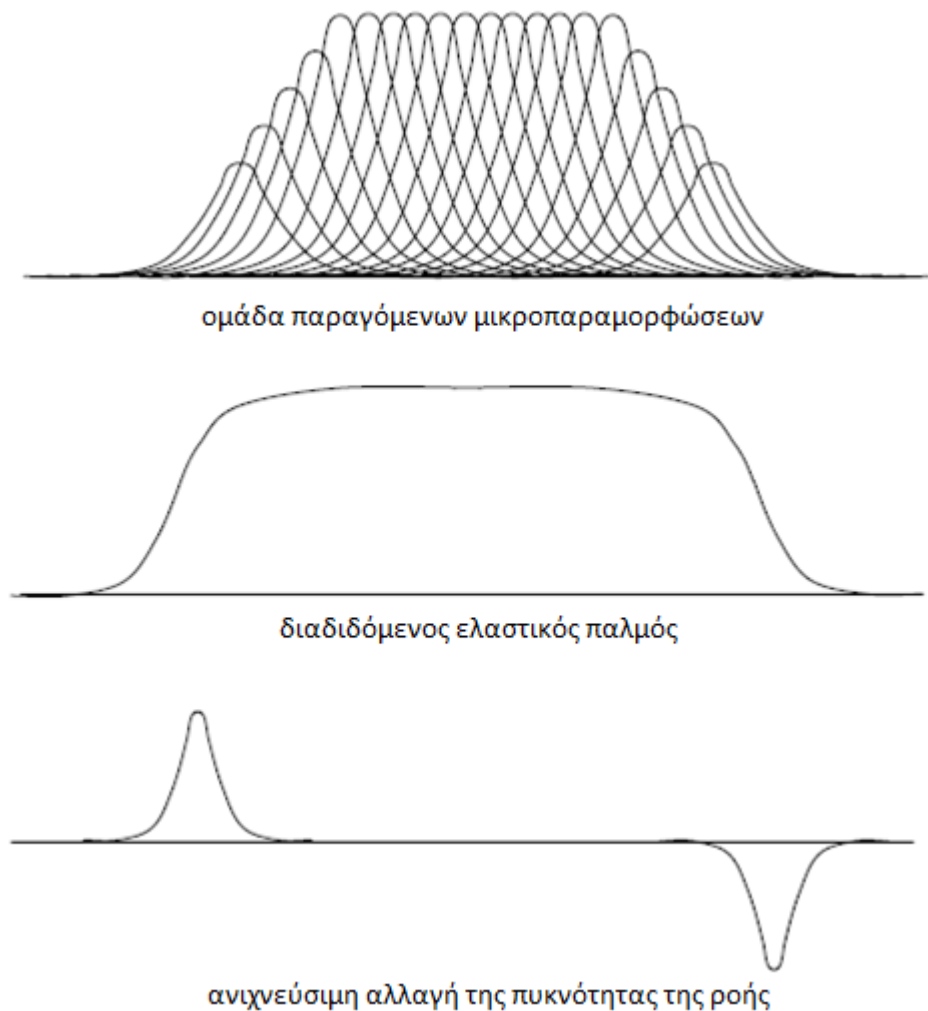 ομάδα παραγόμενων μικροπαραμορφώσεων
διαδιδόμενος ελαστικός παλμός
ανιχνεύσιμη αλλαγή της πυκνότητας της ροής